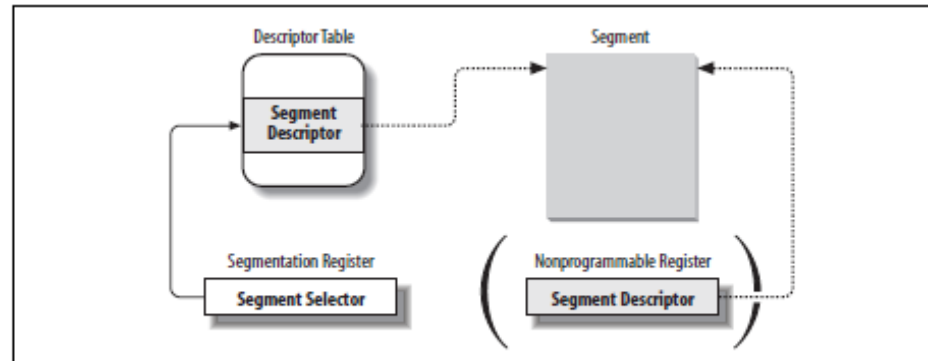 Descriptor Table
Segment
Segment
Descriptor
Segmentation Register
Segment Selector
Nonprogrammable Register
Segment Descriptor